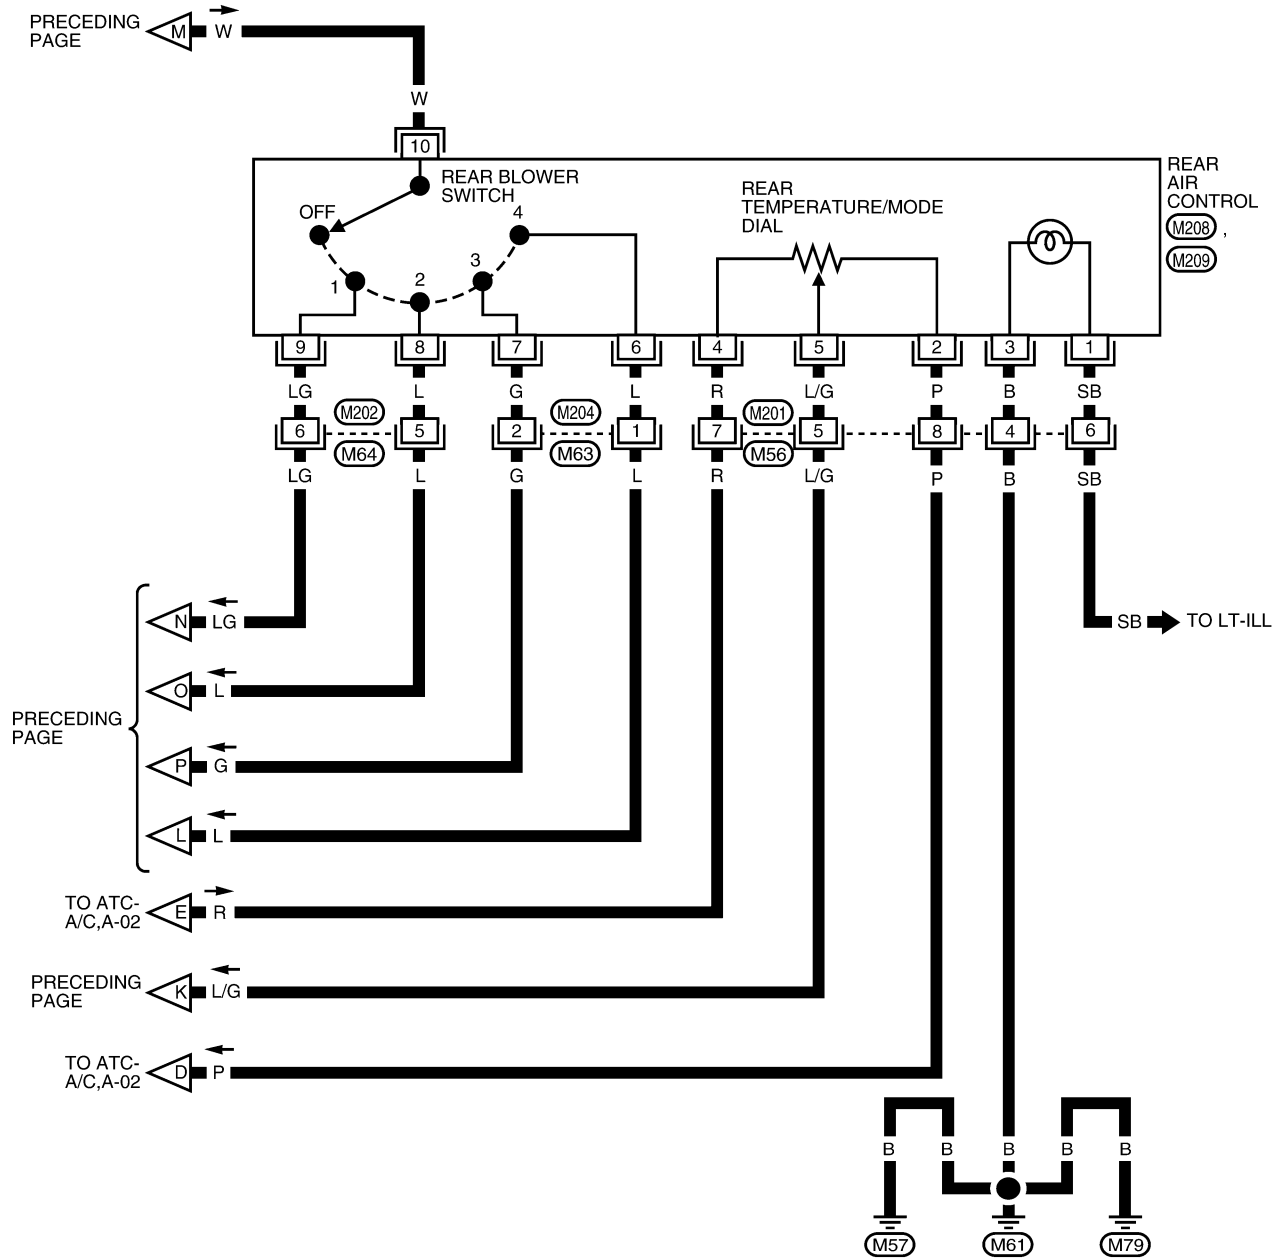 PRECEDING
PAGE
M
W
W
10
REAR BLOWER
SWITCH
OFF
1
2
3
4
REAR
TEMPERATURE/MODE
DIAL
REAR
AIR
CONTROL
M208 ,
M209
9 8 7 6 4 5 2 3 1
LG L G L R L/G P B SB
M202 M204 M201
6 5 2 1 7 5 8 4 6
M64 M63 M56
LG L G L R L/G P B SB
PRECEDING
PAGE
N LG
O L
P G
L L
SB TO LT-ILL
TO ATC-
A/C,A-02
E R
PRECEDING
PAGE
K L/G
TO ATC-
A/C,A-02
D P
B B B B B
M57 M61 M79